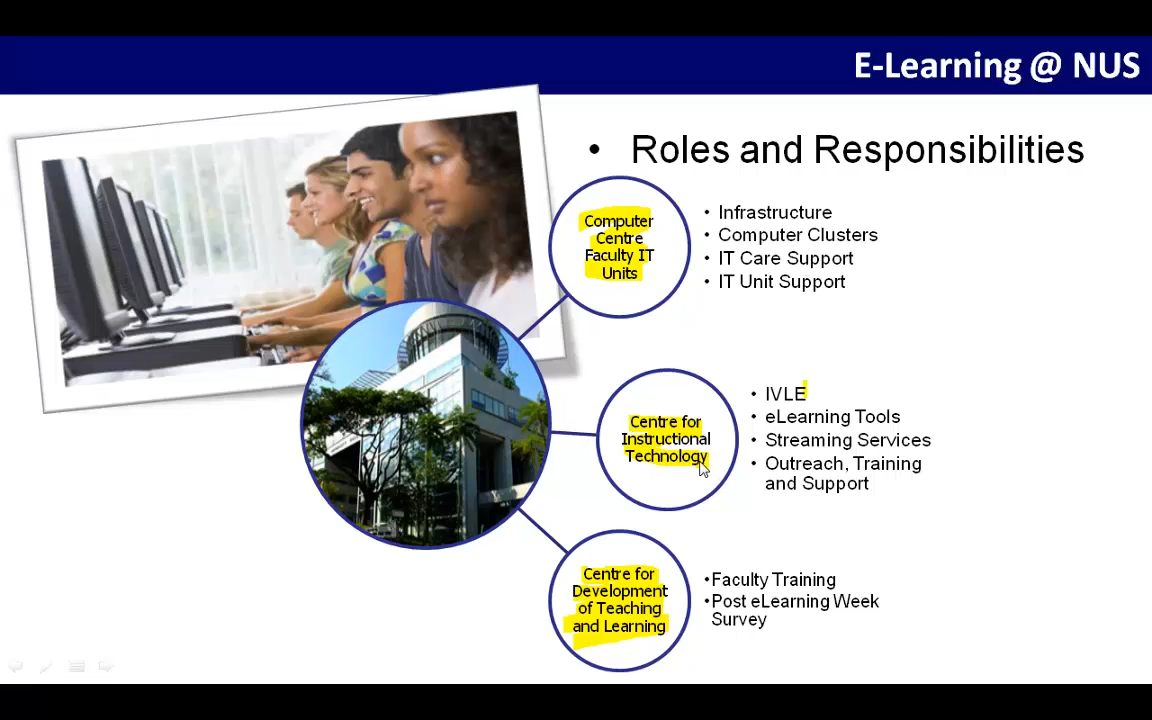 E-Learning @ NUS
• Roles and Responsibilities
Computer
Centre
Faculty IT
Units
• Infrastructure
• Computer Clusters
• IT Care Support
• IT Unit Support
Centre for
Instructional
Technology
• IVLE
• eLearning Tools
• Streaming Services
• Outreach, Training
and Support
Centre for
Development
of Teaching
and Learning
•Faculty Training
•Post eLearning Week
Survey